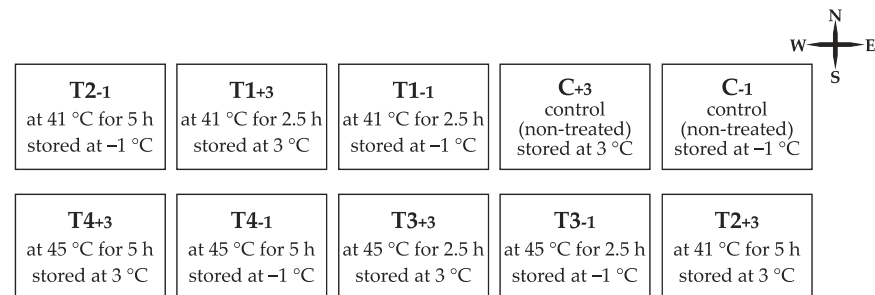 N
W E
S
T2-1
at 41 °C for 5 h
stored at –1 °C
T1+3
at 41 °C for 2.5 h
stored at 3 °C
T1-1
at 41 °C for 2.5 h
stored at –1 °C
C+3
control
(non-treated)
stored at 3 °C
C-1
control
(non-treated)
stored at –1 °C
T4+3
at 45 °C for 5 h
stored at 3 °C
T4-1
at 45 °C for 5 h
stored at –1 °C
T3+3
at 45 °C for 2.5 h
stored at 3 °C
T3-1
at 45 °C for 2.5 h
stored at –1 °C
T2+3
at 41 °C for 5 h
stored at 3 °C